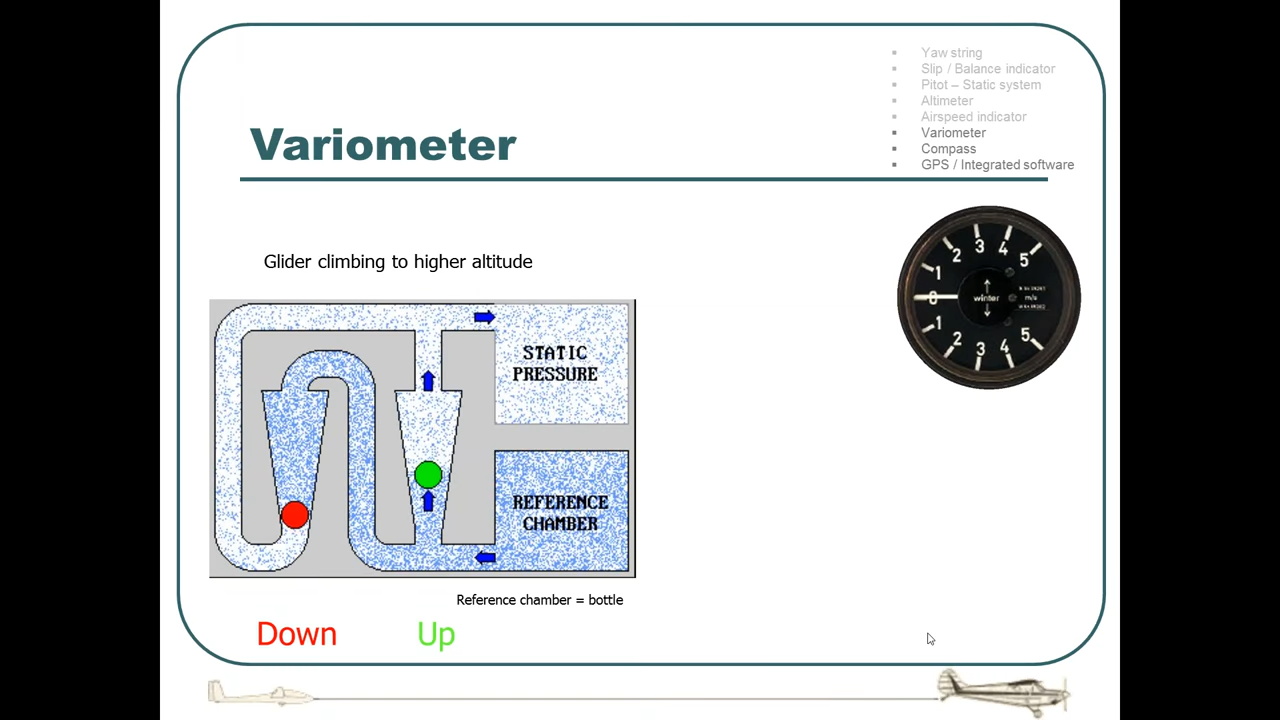 Yaw string
Slip / Balance indicator
Pitot – Static system
Altimeter
Airspeed indicator
Variometer
Compass
GPS / Integrated software
Variometer
Glider climbing to higher altitude
STATIC
PRESSURE
REFERENCE
CHAMBER
Reference chamber = bottle
Down Up
1 2 3 4 5
0
winter
m/s
1 2 3 4 5